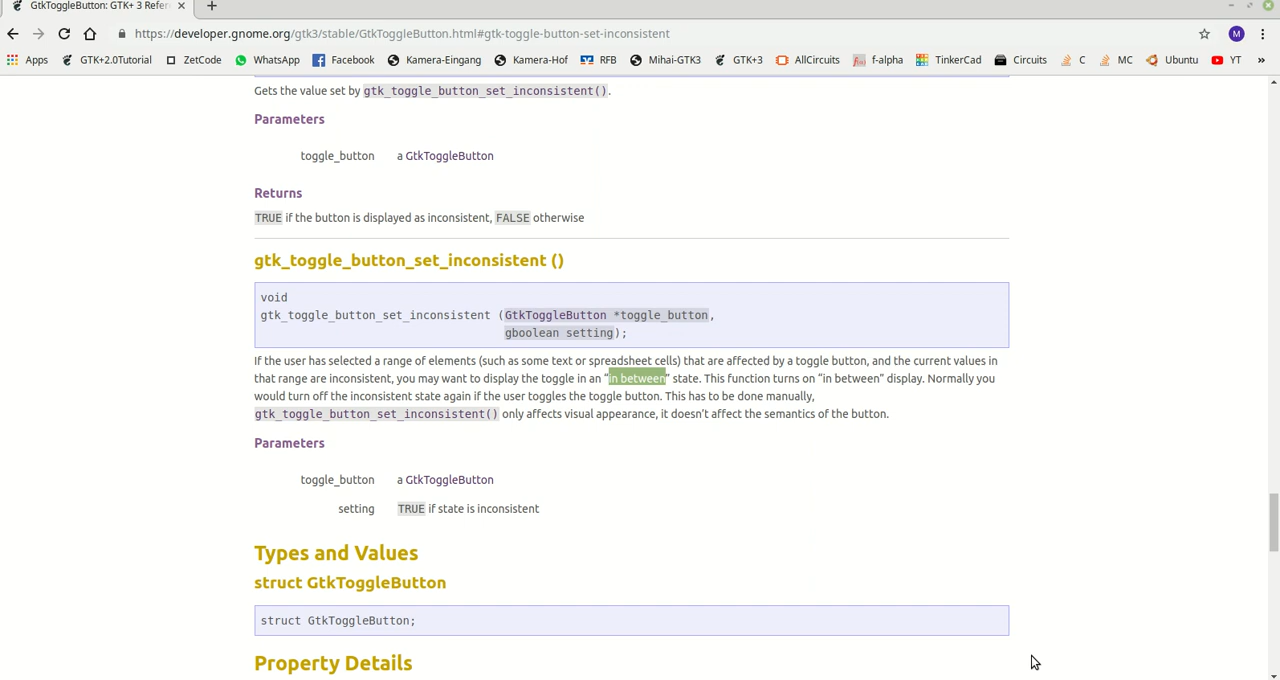 GtkToggleButton: GTK+ 3 Refer
https://developer.gnome.org/gtk3/stable/GtkToggleButton.html#gtk-toggle-button-set-inconsistent
M
Apps GTK+2.0Tutorial ZetCode WhatsApp Facebook Kamera-Eingang Kamera-Hof RFB Mihai-GTK3 GTK+3 AllCircuits f-alpha TinkerCad Circuits C MC Ubuntu YT »
Gets the value set by gtk_toggle_button_set_inconsistent().
Parameters
toggle_button a GtkToggleButton
Returns
TRUE if the button is displayed as inconsistent, FALSE otherwise
gtk_toggle_button_set_inconsistent ()
void
gtk_toggle_button_set_inconsistent (GtkToggleButton *toggle_button,
gboolean setting);
If the user has selected a range of elements (such as some text or spreadsheet cells) that are affected by a toggle button, and the current values in
that range are inconsistent, you may want to display the toggle in an “in between” state. This function turns on “in between” display. Normally you
would turn off the inconsistent state again if the user toggles the toggle button. This has to be done manually,
gtk_toggle_button_set_inconsistent() only affects visual appearance, it doesn’t affect the semantics of the button.
Parameters
toggle_button a GtkToggleButton
setting TRUE if state is inconsistent
Types and Values
struct GtkToggleButton
struct GtkToggleButton;
Property Details